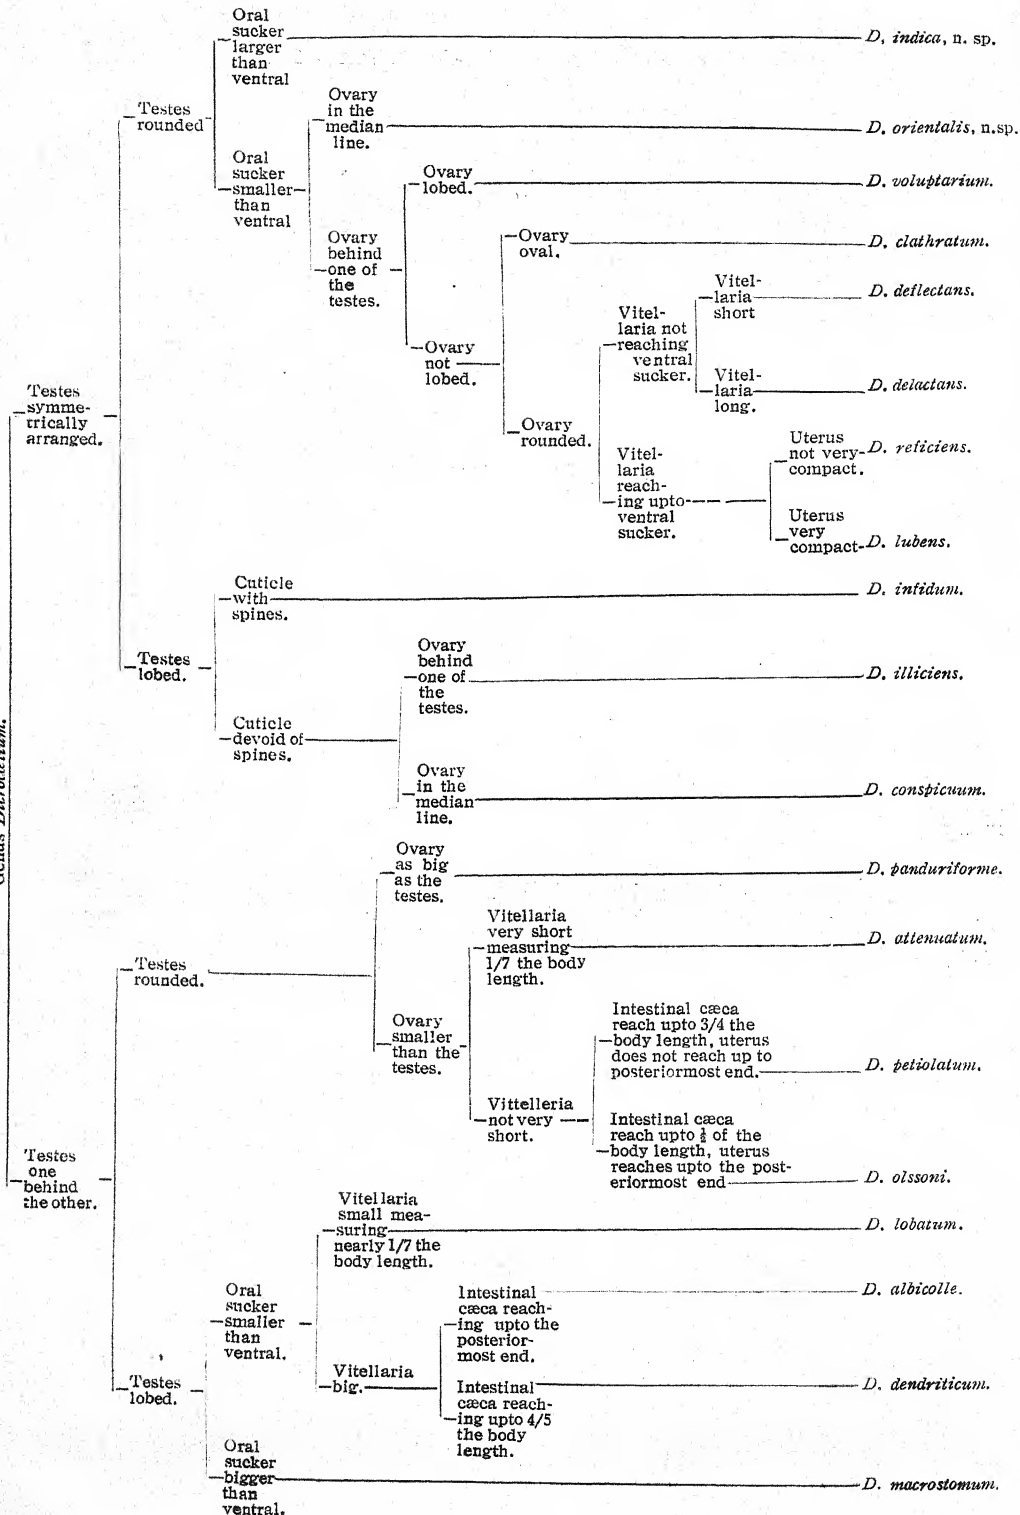 Oral
sucker
larger
than
ventral
D, indica, n. sp.
Testes
rounded
Ovary
in the
median
line.
D. orientalis, n.sp.
Oral
sucker
smaller
than
ventral
Ovary
lobed.
D. voluptarium.
Ovary
behind
one of
the
testes.
Ovary
oval.
D. clathratum.
Vitel-
laria
short
D. deflectans.
Vitel-
laria not
reaching
ventral
sucker.
Ovary
not
lobed.
Vitel-
laria
long.
D. delactans.
Testes
symme-
trically
arranged.
Ovary
rounded.
Uterus
not very
compact.
D. reficiens.
Vitel-
laria
reach-
ing upto
ventral
sucker.
Uterus
very
compact
D. lubens.
Cuticle
with
spines.
D. infidum.
Testes
lobed.
Ovary
behind
one of
the
testes.
D. illiciens.
Cuticle
devoid of
spines.
Ovary
in the
median
line.
D. conspicuum.
Genus Dicrocœlium.
Ovary
as big
as the
testes.
D. panduriforme.
Vitellaria
very short
measuring
1/7 the body
length.
D. attenuatum.
Testes
rounded.
Ovary
smaller
than the
testes.
Intestinal cæca
reach upto 3/4 the
body length, uterus
does not reach up to
posteriormost end.
D. petiolatum.
Vittelleria
not very
short.
Intestinal cæca
reach upto of the
body length, uterus
reaches upto the post-
eriormost end
D. olssoni.
Testes
one
behind
the other.
Vitellaria
small mea-
suring
nearly 1/7 the
body length.
D. lobatum.
Oral
sucker
smaller
than
ventral.
Intestinal
cæca reach-
ing upto the
posterior-
most end.
D. albicolle.
Vitellaria
big.
Testes
lobed.
Intestinal
cæca reach-
ing upto 4/5
the body
length.
D. dendriticum.
Oral
sucker
bigger
than
ventral.
D. macrostomum.